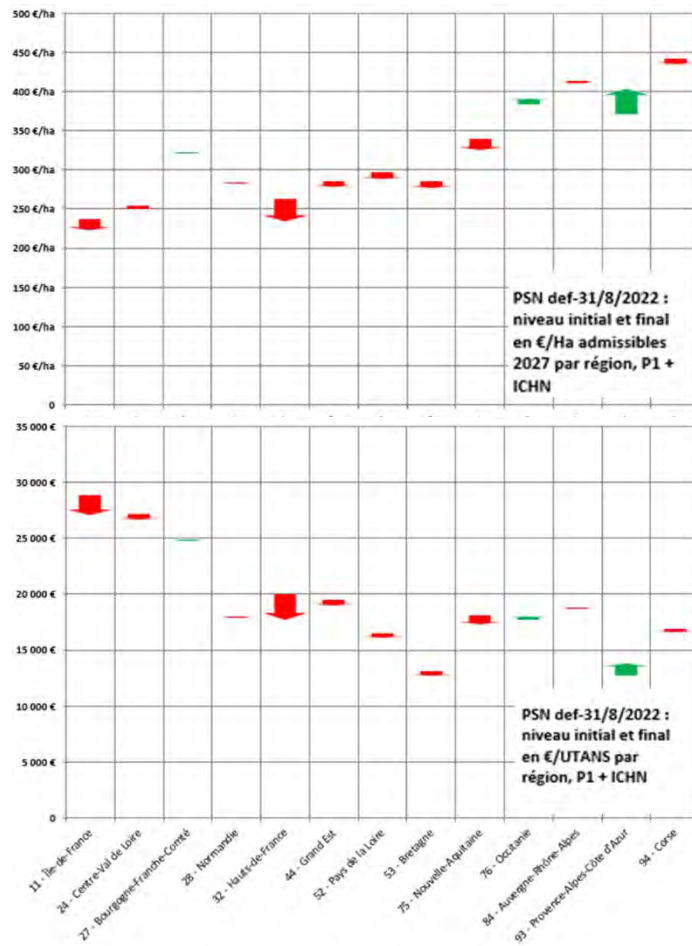 500 €/ha
450 €/ha
400 €/ha
350 €/ha
300 €/ha
250 €/ha
200 €/ha
150 €/ha
100 €/ha
50 €/ha
0
PSN def-31/8/2022 :
niveau initial et final
en €/Ha admissibles
2027 par région, P1 +
ICHN
35 000 €
30 000 €
25 000 €
20 000 €
15 000 €
10 000 €
5 000 €
0
PSN def-31/8/2022 :
niveau initial et final
en €/UTANS par
région, P1 + ICHN
11 - Île-de-France
24 - Centre-Val de Loire
27 - Bourgogne-Franche-Comté
28 - Normandie
32 - Hauts-de-France
44 - Grand Est
52 - Pays de la Loire
53 - Bretagne
75 - Nouvelle-Aquitaine
76 - Occitanie
84 - Auvergne-Rhône-Alpes
93 - Provence-Alpes-Côte d'Azur
94 - Corse